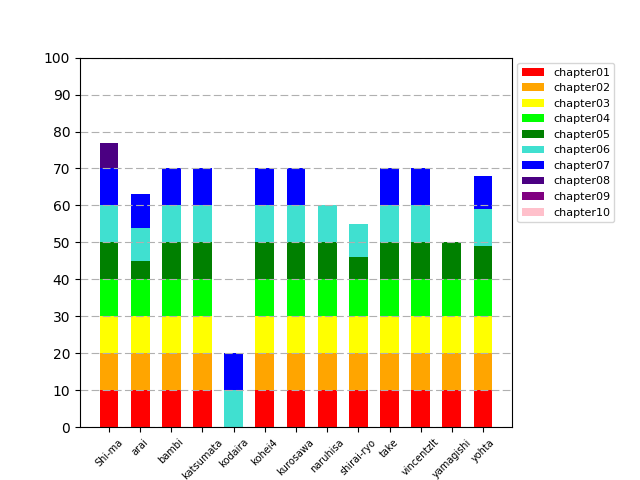 100
90
80
70
60
50
40
30
20
10
0
Shi-ma
arai
bambi
katsumata
kodaira
kohei4
kurosawa
naruhisa
shirai-ryo
take
vincentzlt
yamagishi
yohta
chapter01
chapter02
chapter03
chapter04
chapter05
chapter06
chapter07
chapter08
chapter09
chapter10